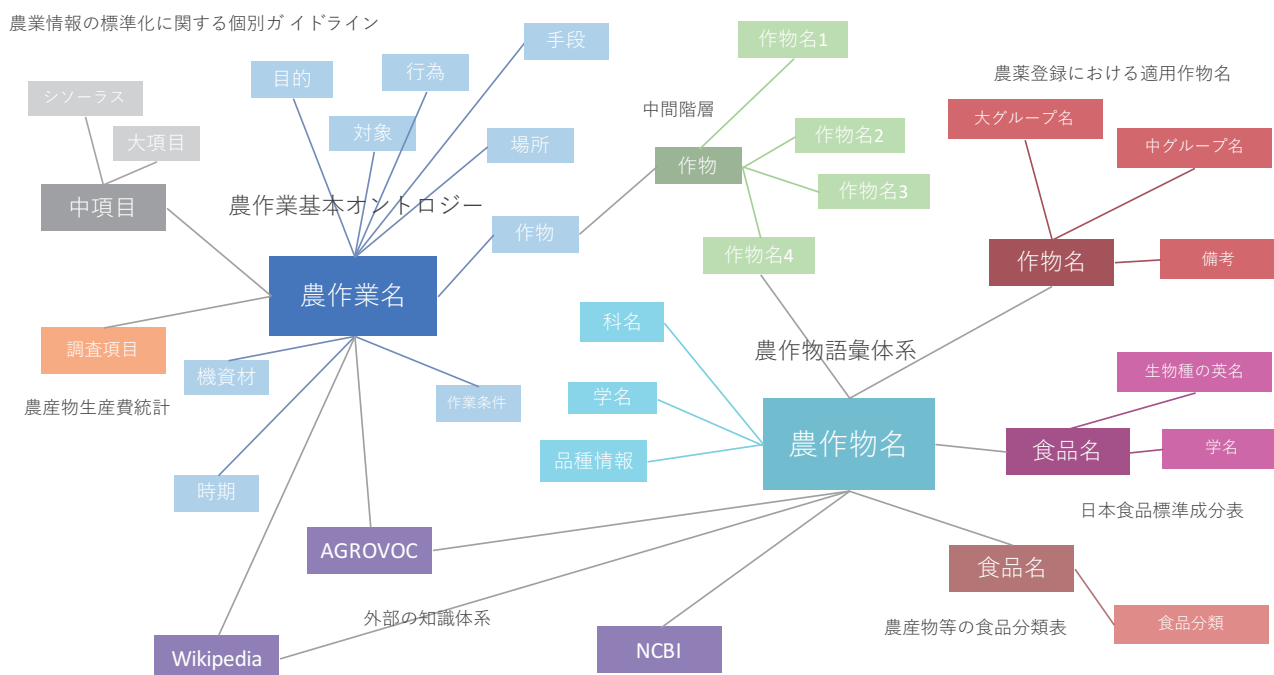 農業情報の標準化に関する個別ガイドライン
手段
作物名1
目的
行為
農薬登録における適用作物名
シソーラス
中間階層
大グループ名
大項目
対象
場所
作物名2
中グループ名
作物
作物名3
中項目
農作業基本オントロジー
作物
作物名4
作物名
備考
農作業名
科名
調査項目
農作物語彙体系
機資材
生物種の英名
作業条件
学名
農産物生産費統計
農作物名
食品名
学名
品種情報
時期
日本食品標準成分表
AGROVOC
食品名
外部の知識体系
農産物等の食品分類表
食品分類
Wikipedia
NCBI